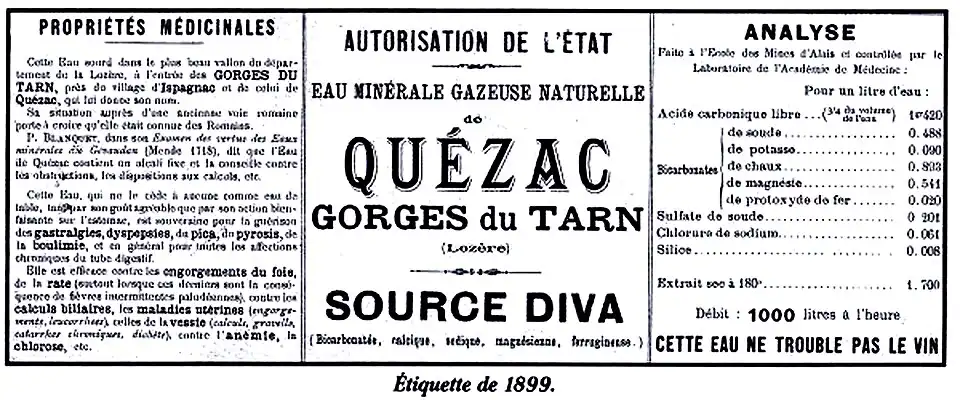 PROPRIÉTÉS MÉDICINALES
Cette Eau sourd dans le plus beau vallon du dépar-
tement de la Lozère, à l'entrée des GORGES DU
TARN, près du village d'Ispagnac et de celui de
Quézac, qui lui donne son nom.
Sa situation auprès d'une ancienne voie romaine
porte à croire qu'elle était connue des Romains.
P. BLANQUET, dans son Examen des vertus des Eaux
minérales du Gévaudan (Mende 1718), dit que l'Eau
de Quézac contient un alcali fixe et la conseille contre
les obstructions, les dispositions aux calculs, etc.
Cette Eau, qui ne le cède à aucune comme eau de
table, tant par son goût agréable que par son action bien-
faisante sur l'estomac, est souveraine pour la guérison
des gastralgies, dyspepsies, du pica, du pyrosis, de
la boulimie, et en général pour toutes les affections
chroniques du tube digestif.
Elle est efficace contre les engorgements du foie,
de la rate (surtout lorsque ces derniers sont la consé-
quence de fièvres intermittentes paludéennes), contre les
calculs biliaires, les maladies utérines (engorge-
ments, leucorrhées), celles de la vessie (calculs, gravelle,
catarrhes chroniques, diabète), contre l'anémie, la
chlorose, etc.
AUTORISATION DE L'ÉTAT
EAU MINÉRALE GAZEUSE NATURELLE
de
QUÉZAC
GORGES du TARN
(Lozère)
SOURCE DIVA
(Bicarbonatée, calcique, sodique, magnésienne, ferrugineuse.)
ANALYSE
Faite à l'Ecole des Mines d'Alais et contrôlée par le
Laboratoire de l'Académie de Médecine :
Pour un litre d'eau :
Acide carbonique libre ... (3/4 du volume de l'eau) 1gr420
Bicarbonates
de soude 0.488
de potasse 0.090
de chaux 0.893
de magnésie 0.541
de protoxyde de fer 0.020
Sulfate de soude 0 201
Chlorure de sodium 0.061
Silice 0.008
Extrait sec à 180° 1.700
Débit : 1000 litres à l'heure
CETTE EAU NE TROUBLE PAS LE VIN
Étiquette de 1899.